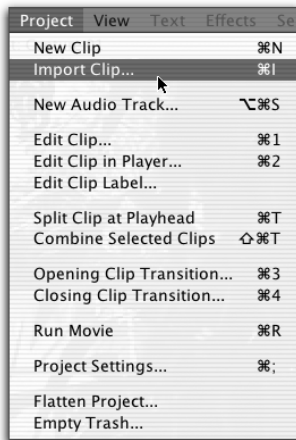 Project View Text Effects Se
New Clip ⌘N
Import Clip... ⌘I
New Audio Track... ⌥⌘S
Edit Clip... ⌘1
Edit Clip in Player... ⌘2
Edit Clip Label...
Split Clip at Playhead ⌘T
Combine Selected Clips ⇧⌘T
Opening Clip Transition... ⌘3
Closing Clip Transition... ⌘4
Run Movie ⌘R
Project Settings... ⌘;
Flatten Project...
Empty Trash...